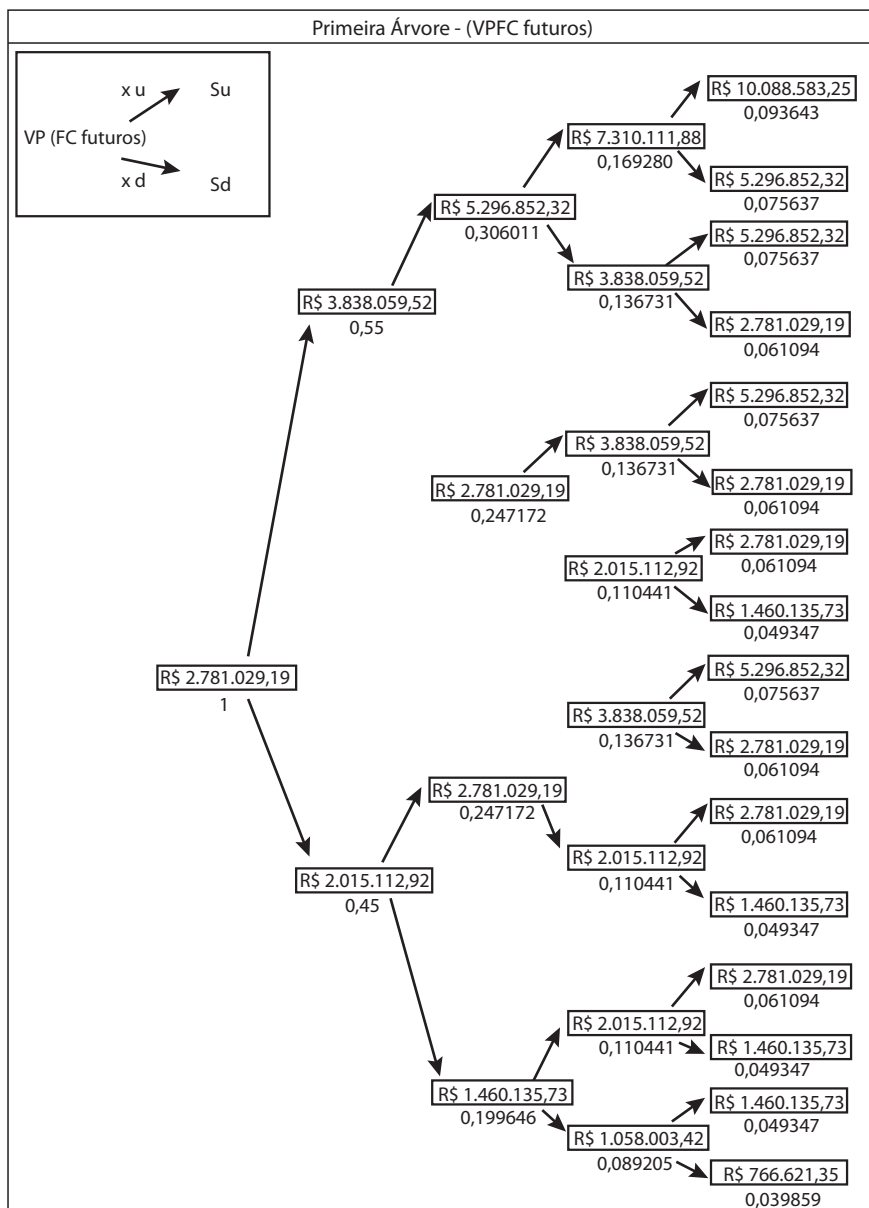 Primeira Árvore - (VPFC futuros)
x u
Su
VP (FC futuros)
x d
Sd
R$ 10.088.583,25
0,093643
R$ 7.310.111,88
0,169280
R$ 5.296.852,32
0,075637
R$ 5.296.852,32
0,306011
R$ 5.296.852,32
0,075637
R$ 3.838.059,52
0,136731
R$ 3.838.059,52
0,55
R$ 2.781.029,19
0,061094
R$ 5.296.852,32
0,075637
R$ 3.838.059,52
0,136731
R$ 2.781.029,19
0,247172
R$ 2.781.029,19
0,061094
R$ 2.781.029,19
0,061094
R$ 2.015.112,92
0,110441
R$ 1.460.135,73
0,049347
R$ 2.781.029,19
1
R$ 5.296.852,32
0,075637
R$ 3.838.059,52
0,136731
R$ 2.781.029,19
0,061094
R$ 2.781.029,19
0,247172
R$ 2.781.029,19
0,061094
R$ 2.015.112,92
0,110441
R$ 2.015.112,92
0,45
R$ 1.460.135,73
0,049347
R$ 2.781.029,19
0,061094
R$ 2.015.112,92
0,110441
R$ 1.460.135,73
0,049347
R$ 1.460.135,73
0,199646
R$ 1.460.135,73
0,049347
R$ 1.058.003,42
0,089205
R$ 766.621,35
0,039859